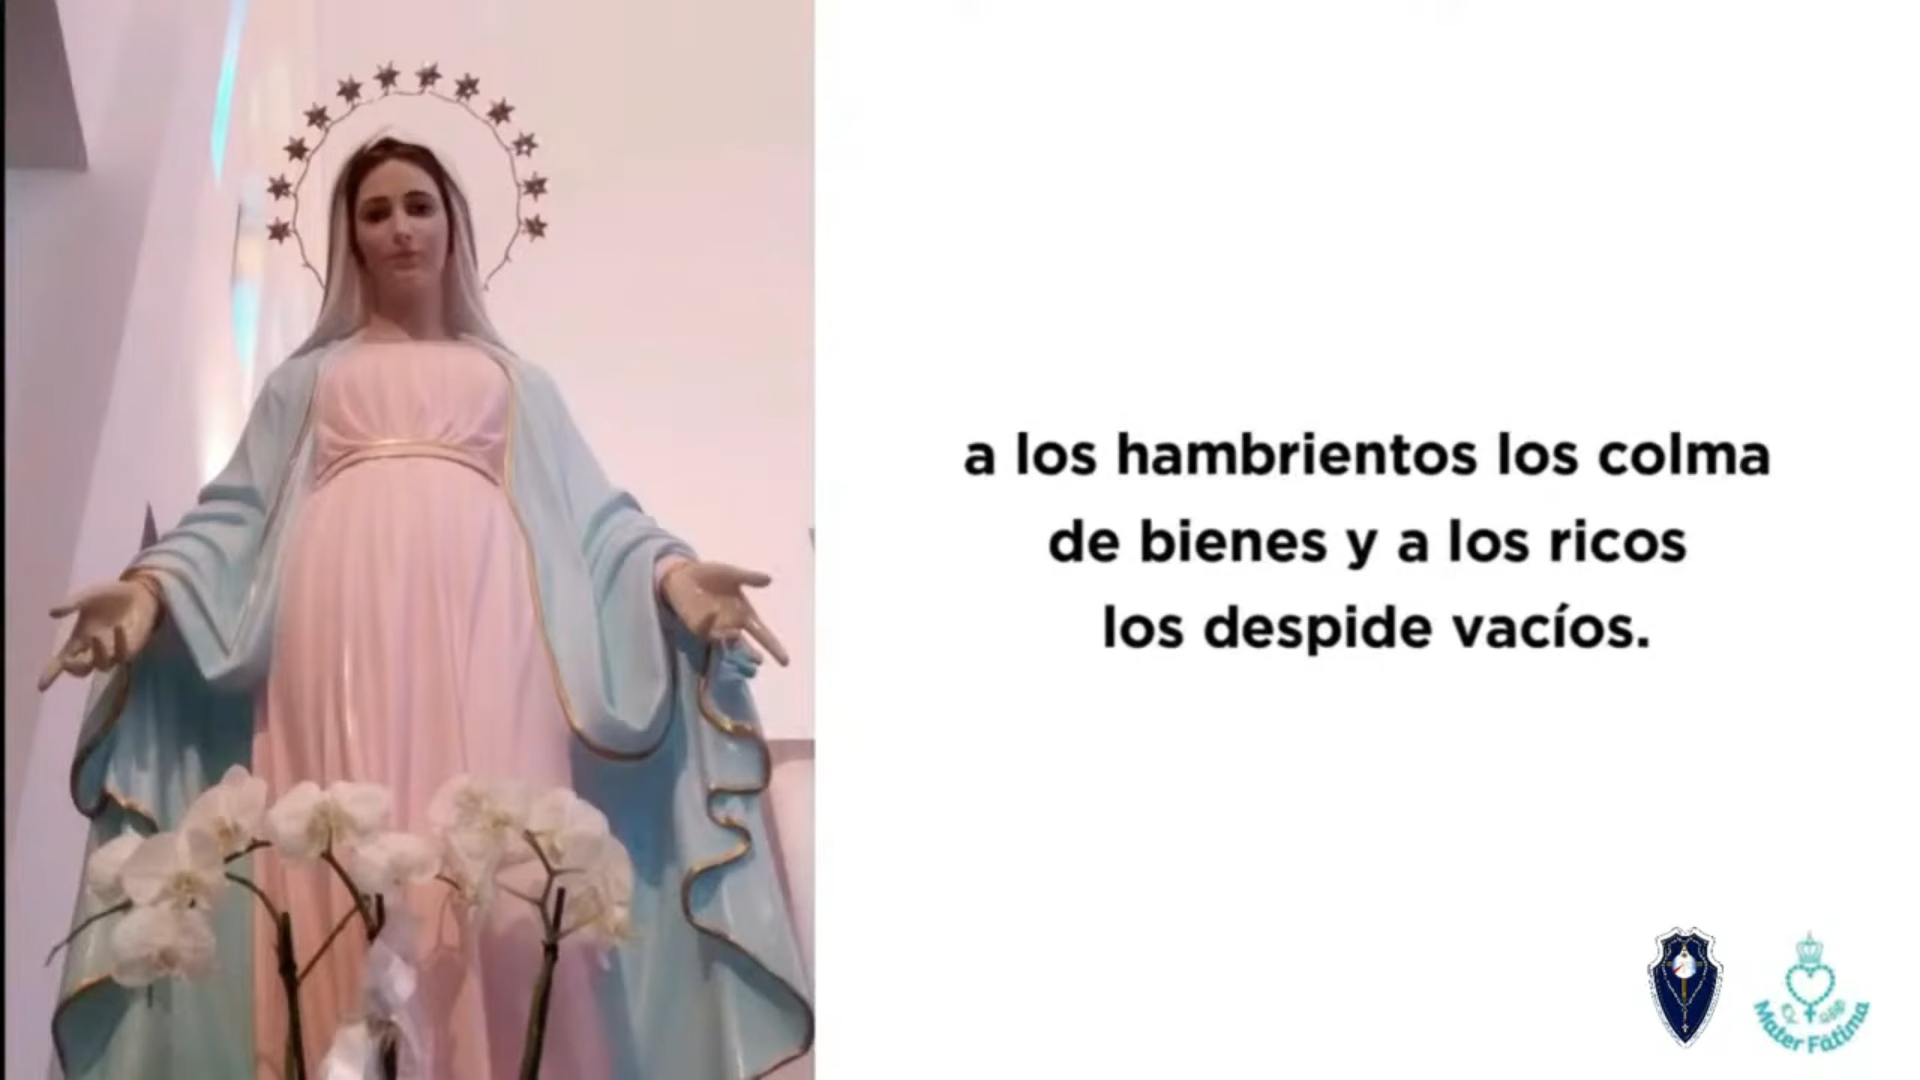 a los hambrientos los colma
de bienes y a los ricos
los despide vacíos.
Mater Fátima